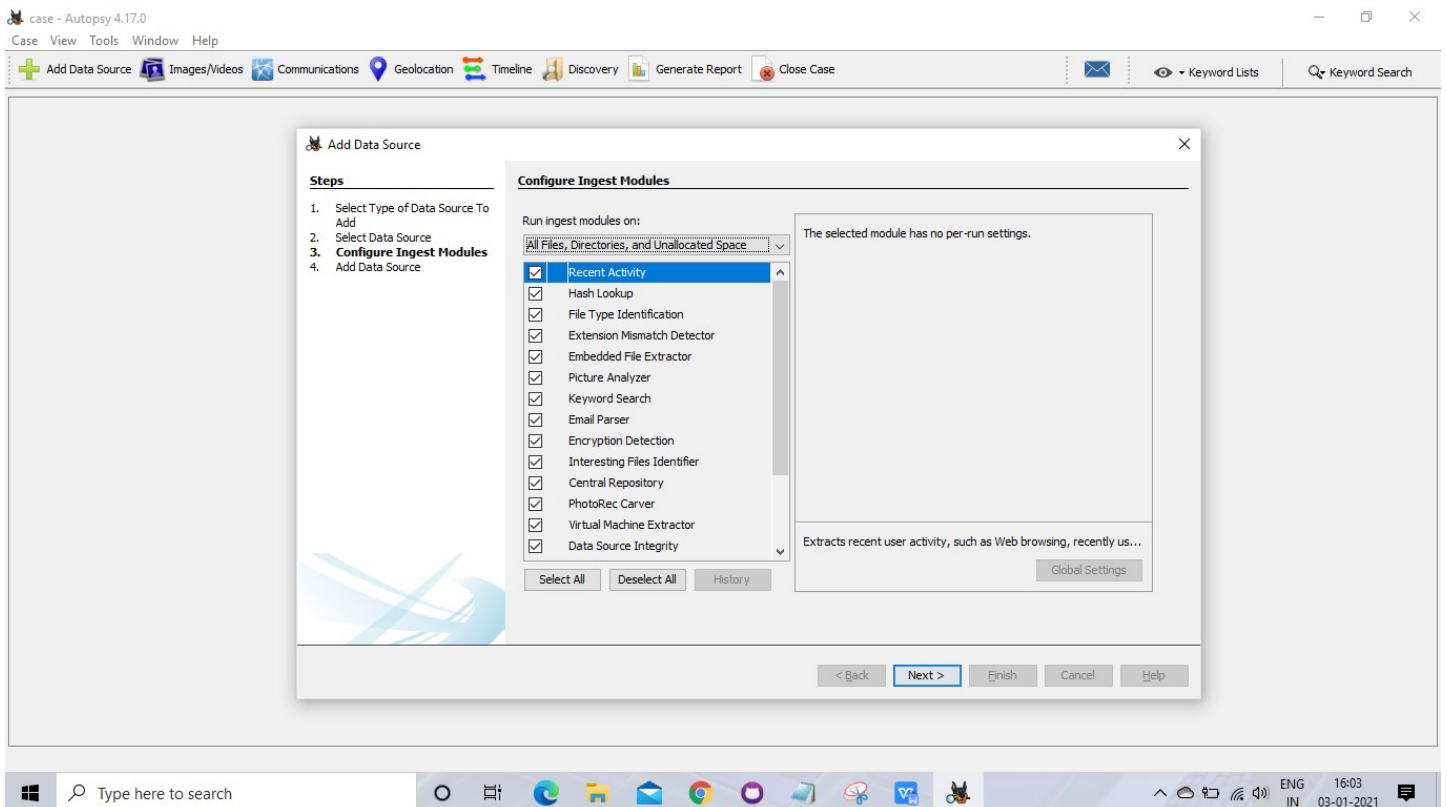 case - Autopsy 4.17.0
Case View Tools Window Help
Add Data Source Images/Videos Communications Geolocation Timeline Discovery Generate Report Close Case Keyword Lists Keyword Search
Add Data Source
Steps
1. Select Type of Data Source To
Add
2. Select Data Source
3. Configure Ingest Modules
4. Add Data Source
Configure Ingest Modules
Run ingest modules on:
All Files, Directories, and Unallocated Space
Recent Activity
Hash Lookup
File Type Identification
Extension Mismatch Detector
Embedded File Extractor
Picture Analyzer
Keyword Search
Email Parser
Encryption Detection
Interesting Files Identifier
Central Repository
PhotoRec Carver
Virtual Machine Extractor
Data Source Integrity
Select All Deselect All History
The selected module has no per-run settings.
Extracts recent user activity, such as Web browsing, recently us...
Global Settings
< Back Next > Finish Cancel Help
Type here to search
ENG
IN
16:03
03-01-2021